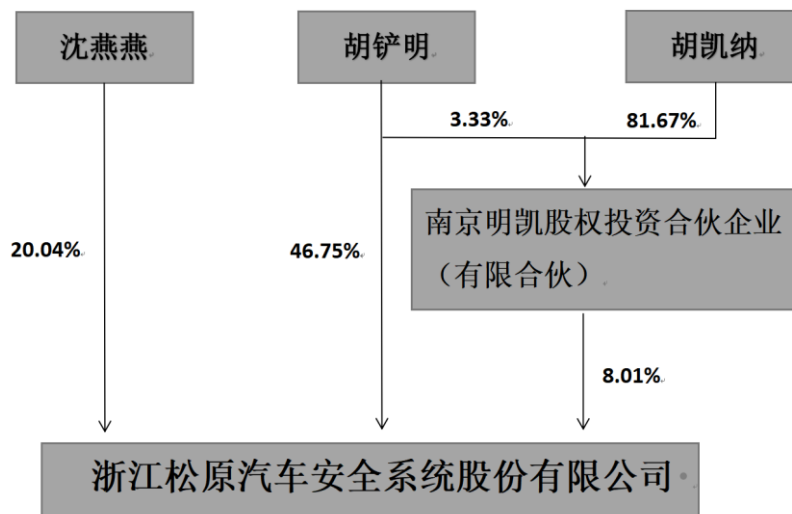 沈燕燕
胡铲明
胡凯纳
3.33%
81.67%
20.04%
46.75%
南京明凯股权投资合伙企业
（有限合伙）
8.01%
浙江松原汽车安全系统股份有限公司